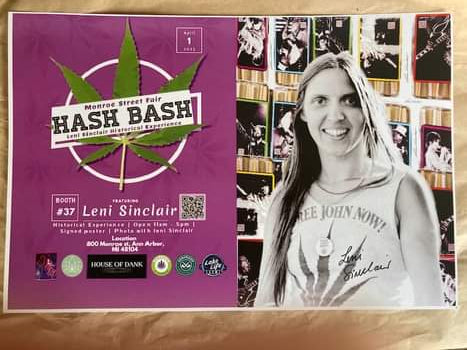 April
1
Monroe Street Fair
HASH BASH
Leni Sinclair Historical Experience
FEATURING
BOOTH
#37
Leni Sinclair
Historical Experience | Open 11am - 5pm |
Signed poster | Photo with leni Sinclair
Location
800 Monroe st, Ann Arbor,
MI 48104
HOUSE OF DANK
FREE JOHN NOW!
Leni
Sinclair